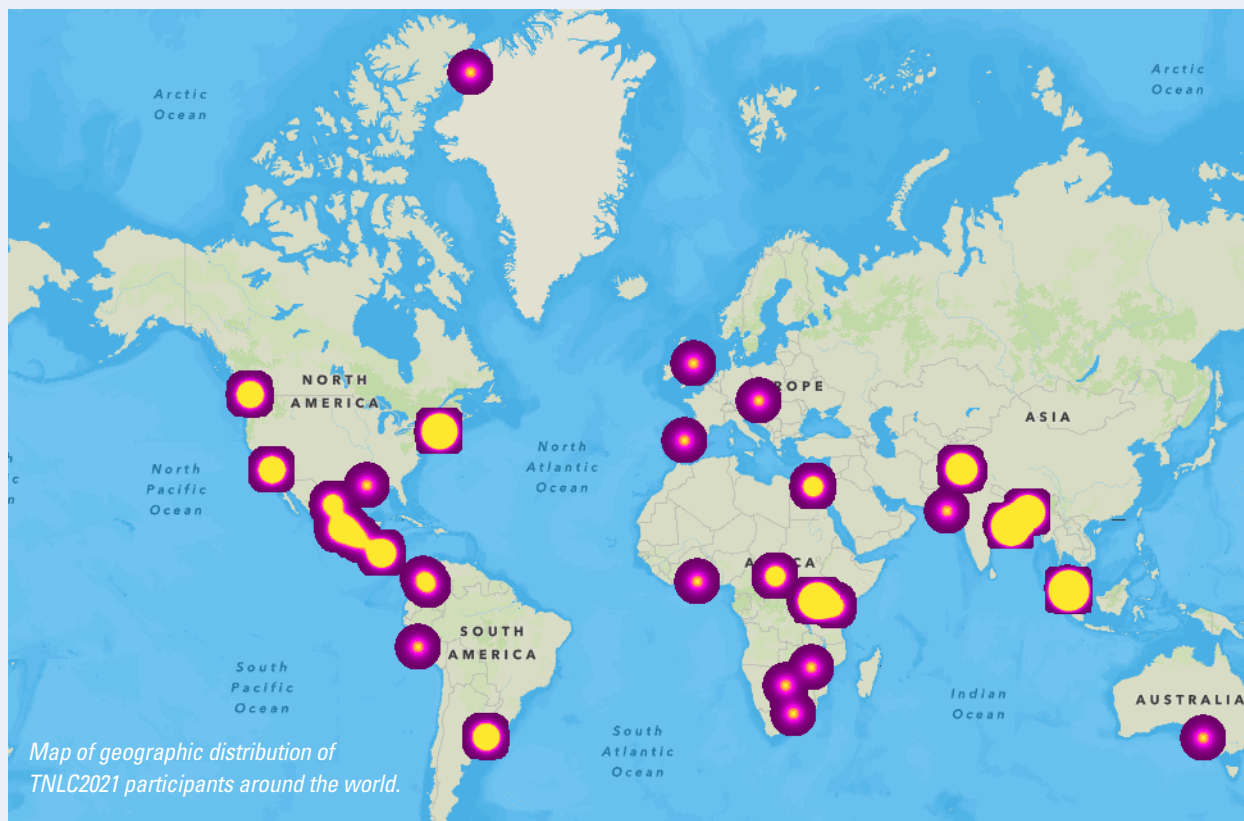 Arctic
Ocean
Arctic
Ocean
NORTH
AMERICA
ASIA
North
Atlantic
Ocean
North
Pacific
Ocean
SOUTH
AMERICA
South
Pacific
Ocean
Indian
Ocean
AUSTRALIA
South
Atlantic
Ocean
Map of geographic distribution of
TNLC2021 participants around the world.